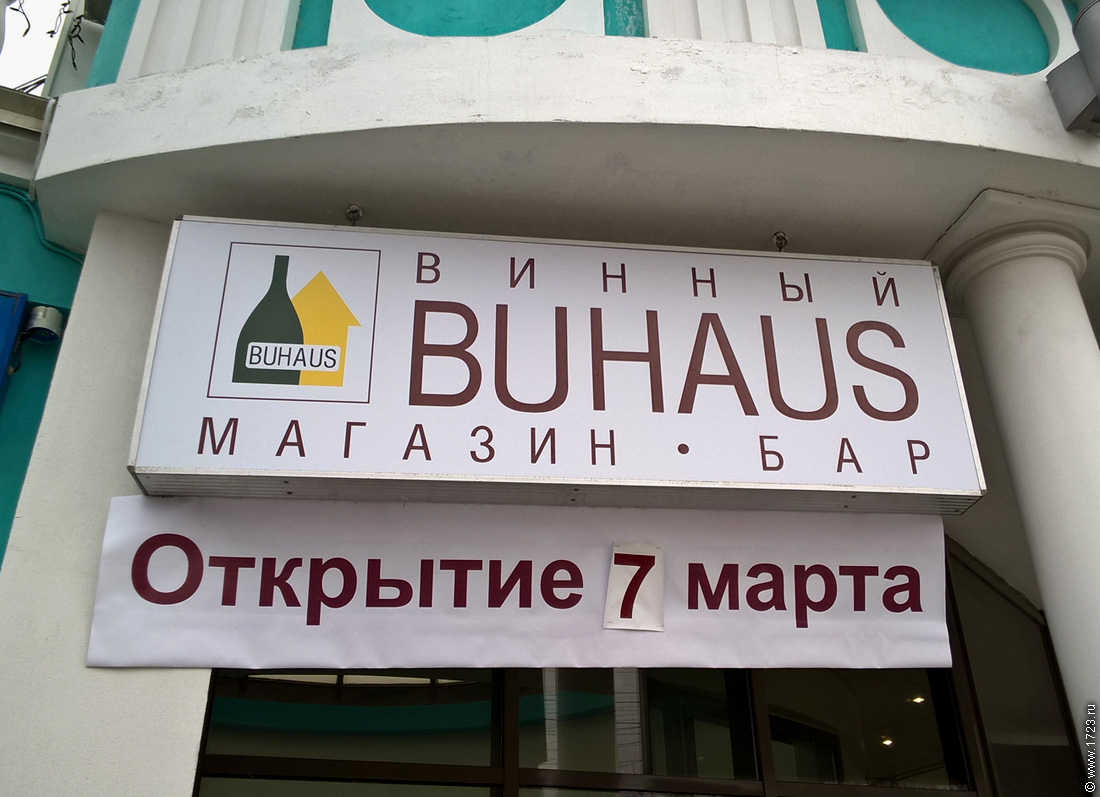 ВИННЫЙ
BUHAUS
BUHAUS
МАГАЗИН • БАР
Открытие 7 марта
© www.1723.ru